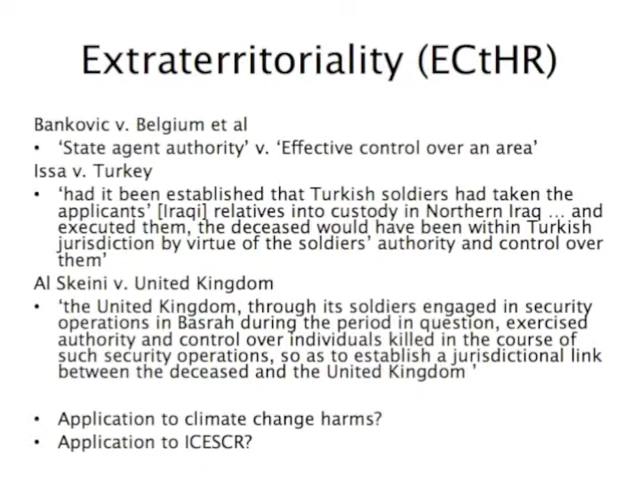 Extraterritoriality (ECtHR)
Bankovic v. Belgium et al
• ‘State agent authority’ v. ‘Effective control over an area’
Issa v. Turkey
• ‘had it been established that Turkish soldiers had taken the
applicants’ [Iraqi] relatives into custody in Northern Iraq … and
executed them, the deceased would have been within Turkish
jurisdiction by virtue of the soldiers’ authority and control over
them’
Al Skeini v. United Kingdom
• ‘the United Kingdom, through its soldiers engaged in security
operations in Basrah during the period in question, exercised
authority and control over individuals killed in the course of
such security operations, so as to establish a jurisdictional link
between the deceased and the United Kingdom ’
• Application to climate change harms?
• Application to ICESCR?